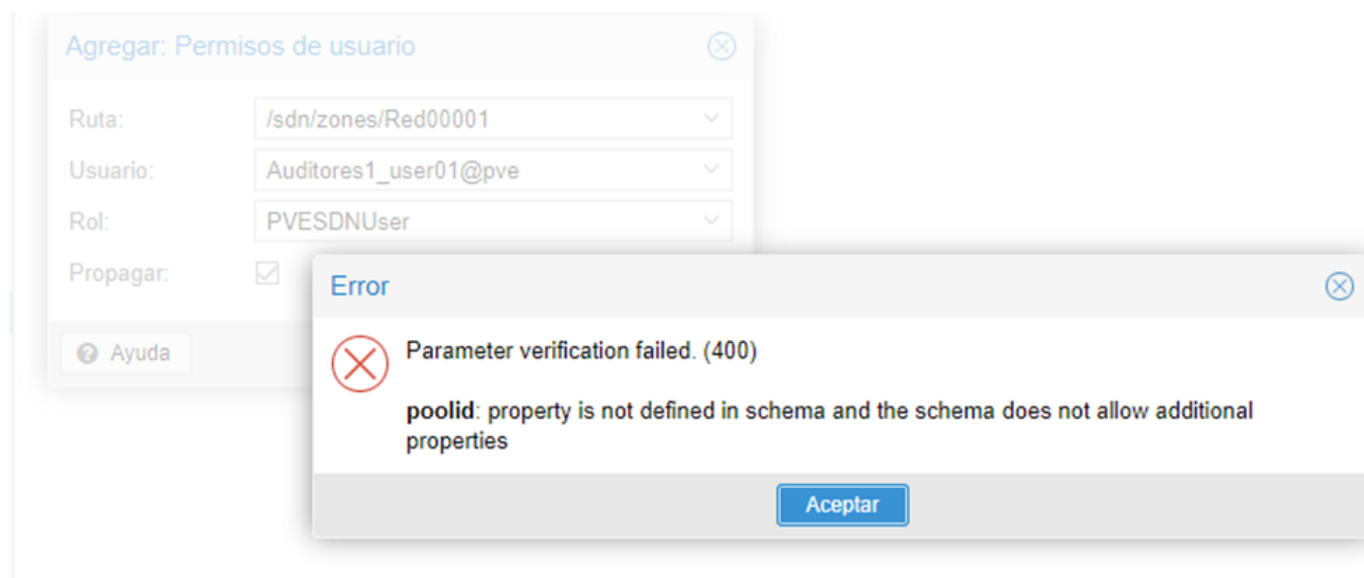 Agregar: Permisos de usuario
Ruta: /sdn/zones/Red00001
Usuario: Auditores1_user01@pve
Rol: PVESDNUser
Propagar:
Ayuda
Error
Parameter verification failed. (400)
poolid: property is not defined in schema and the schema does not allow additional
properties
Aceptar